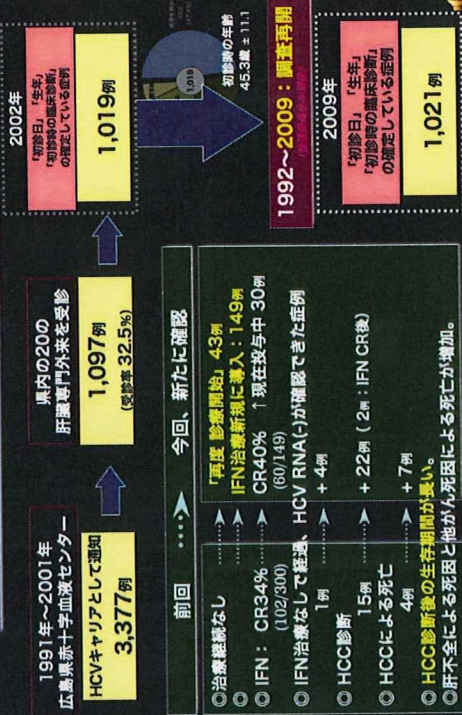 1991年～2001年
広島県赤十字血液センター
HCVキャリアとして通知
3,377例
県内の20の
肝臓専門外来を受診
1,097例
(受診率 32.5%)
2002年
「初診日」「生年」
「初診時の臨床診断」
の確定している症例
1,019例
1,019
初診時の年齢
45.3歳 ± 11.1
1992～2009：調査再開
2009年
「初診日」「生年」
「初診時の臨床診断」
の確定している症例
1,021例
前回
今回、新たに確認
◎治療継続なし
「再度 診療開始」43例
IFN治療新規に導入：149例
◎ IFN： CR34%
(102/300)
CR40% ↑ 現在投与中 30例
(60/149)
◎ IFN治療なしで経過、HCV RNA(-)が確認できた症例
1例
+ 4例
◎ HCC診断
15例
+ 22例 ( 2例：IFN CR後)
◎ HCCによる死亡
4例
+ 7例
◎ HCC診断後の生存期間が長い。
◎肝不全による死因と他がん死因による死亡が増加。